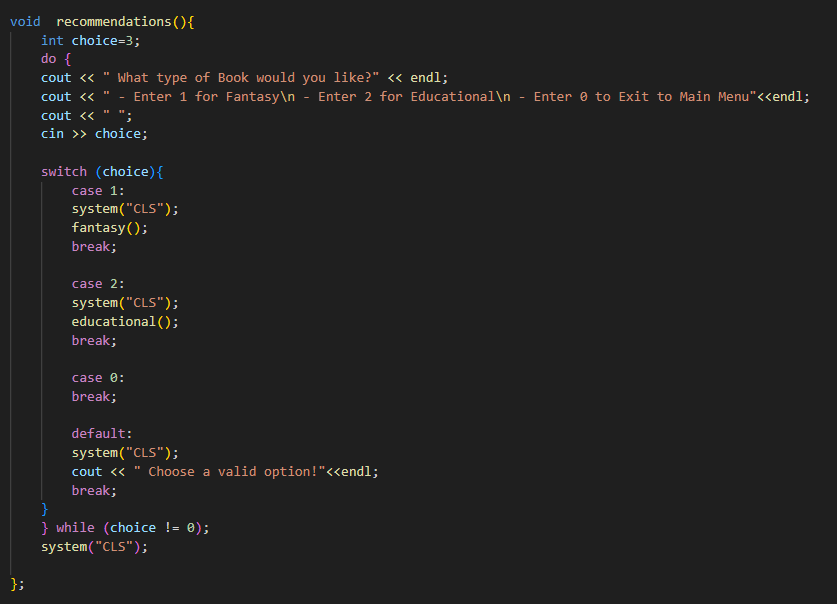 void  recommendations(){
    int choice=3;
    do {
    cout << " What type of Book would you like?" << endl;
    cout << " - Enter 1 for Fantasy\n - Enter 2 for Educational\n - Enter 0 to Exit to Main Menu"<<endl;
    cout << " ";
    cin >> choice;

    switch (choice){
        case 1:
        system("CLS");
        fantasy();
        break;

        case 2:
        system("CLS");
        educational();
        break;

        case 0:
        break;

        default:
        system("CLS");
        cout << " Choose a valid option!"<<endl;
        break;
    }
    } while (choice != 0);
    system("CLS");

};